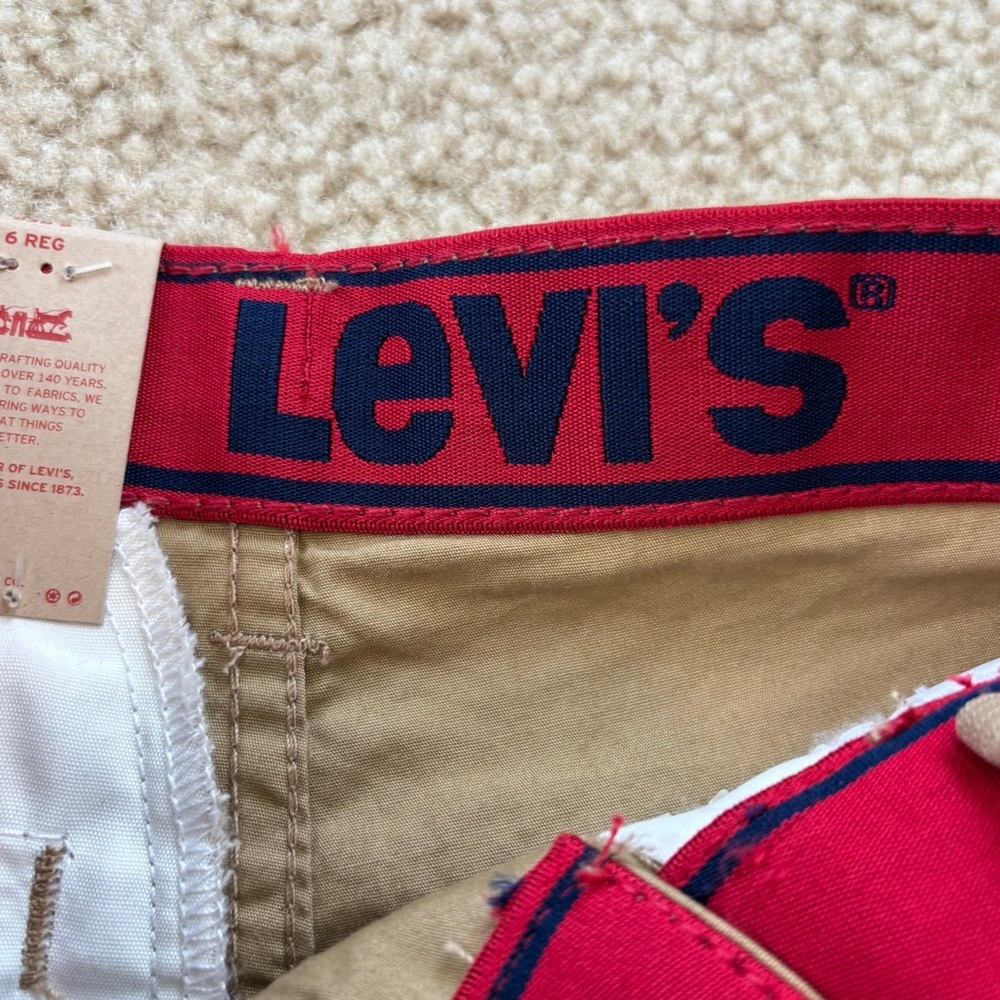 6 REG
RAFTING QUALITY
OVER 140 YEARS.
TO FABRICS, WE
RING WAYS TO
AT THINGS
ETTER.
R OF LEVI'S,
S SINCE 1873.
CO.
LeVI'S®